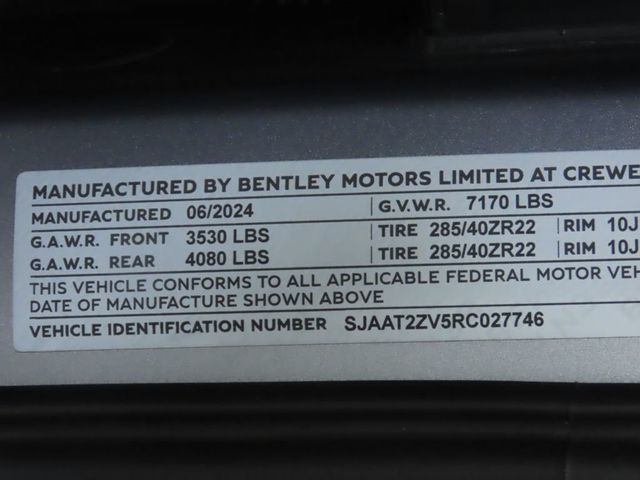 MANUFACTURED BY BENTLEY MOTORS LIMITED AT CREWE
MANUFACTURED 06/2024 G.V.W.R. 7170 LBS
G.A.W.R. FRONT 3530 LBS TIRE 285/40ZR22 RIM 10J
G.A.W.R. REAR 4080 LBS TIRE 285/40ZR22 RIM 10J
THIS VEHICLE CONFORMS TO ALL APPLICABLE FEDERAL MOTOR VEH
DATE OF MANUFACTURE SHOWN ABOVE
VEHICLE IDENTIFICATION NUMBER SJAAT2ZV5RC027746